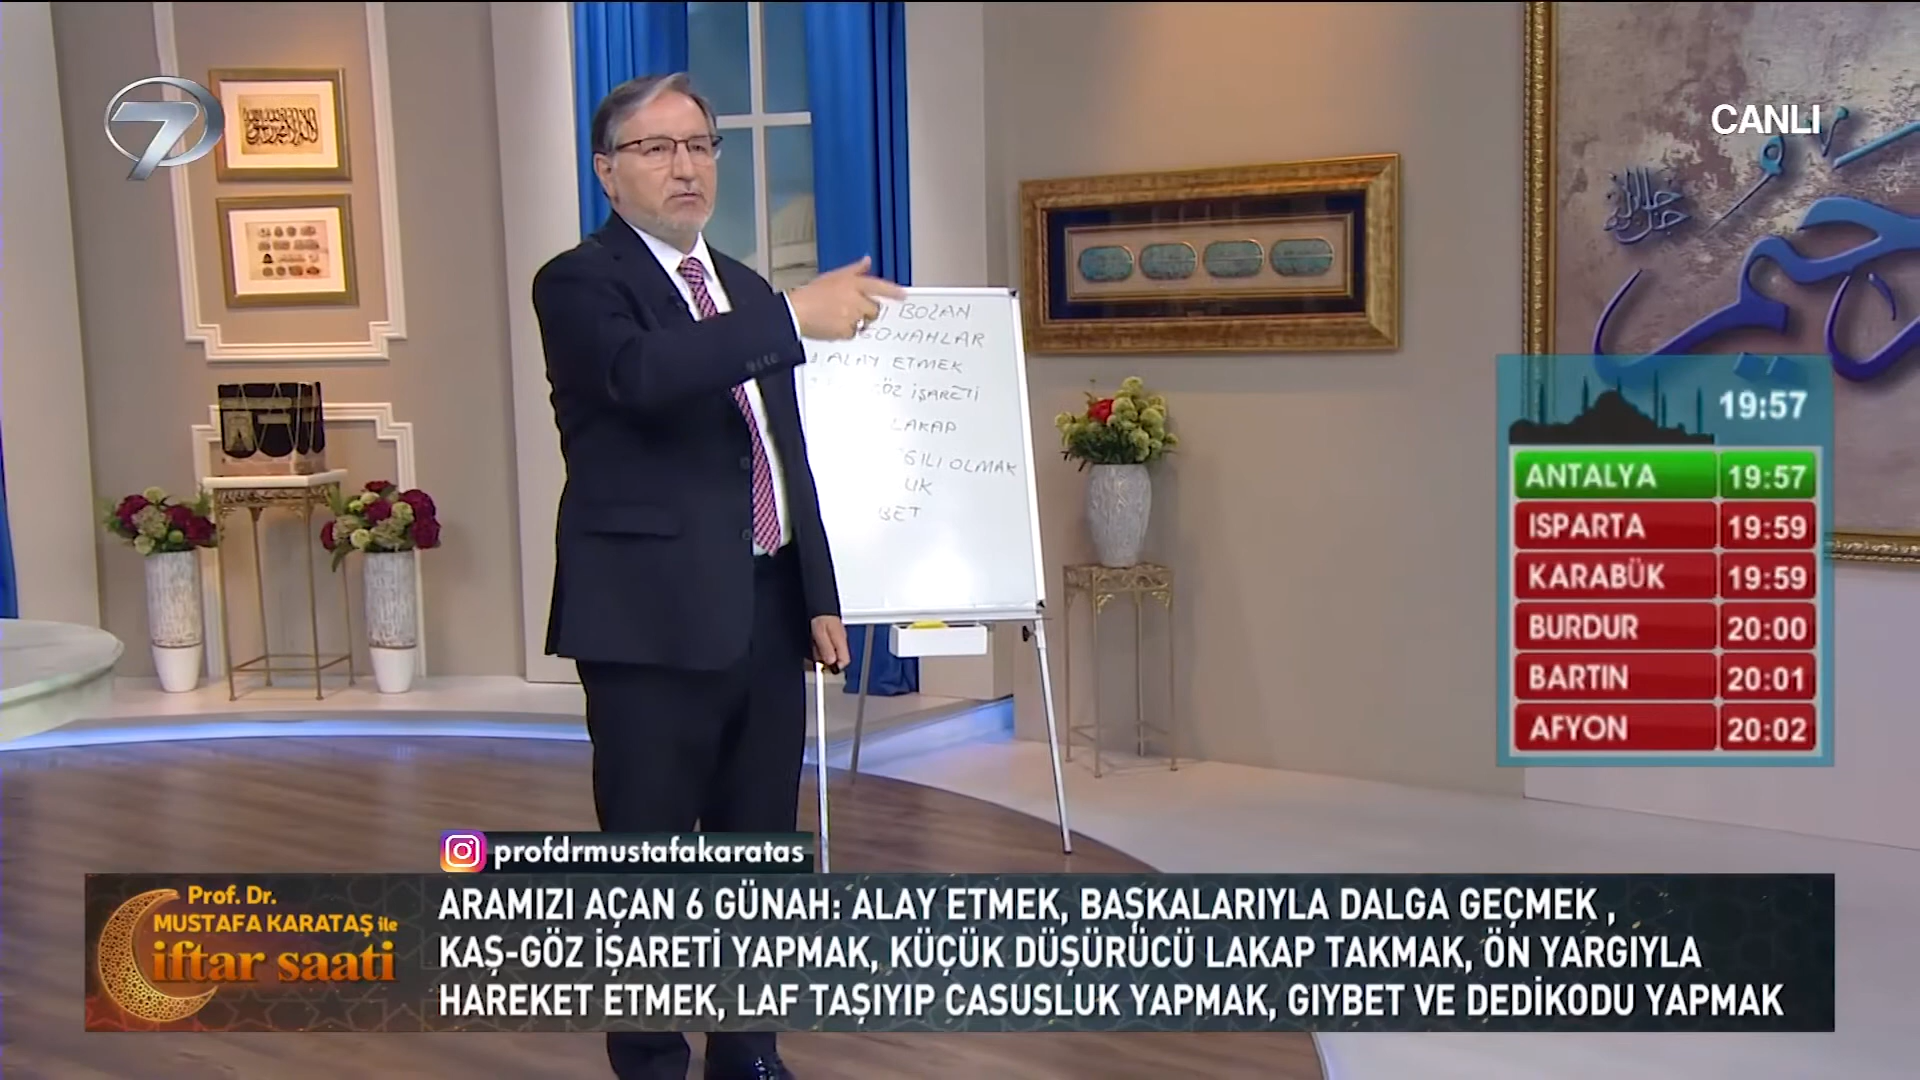 7
CANLI
BOZAN
GÜNAHLAR
ALAY ETMEK
GÖZ İŞARETİ
LAKAP
OLMAK
19:57
ANTALYA 19:57
ISPARTA 19:59
KARABÜK 19:59
BURDUR 20:00
BARTIN 20:01
AFYON 20:02
profdrmustafakaratas
Prof. Dr.
MUSTAFA KARATAŞ ile
iftar saati
ARAMIZI AÇAN 6 GÜNAH: ALAY ETMEK, BAŞKALARIYLA DALGA GEÇMEK ,
KAŞ-GÖZ İŞARETİ YAPMAK, KÜÇÜK DÜŞÜRÜCÜ LAKAP TAKMAK, ÖN YARGIYLA
HAREKET ETMEK, LAF TAŞIYIP CASUSLUK YAPMAK, GIYBET VE DEDİKODU YAPMAK